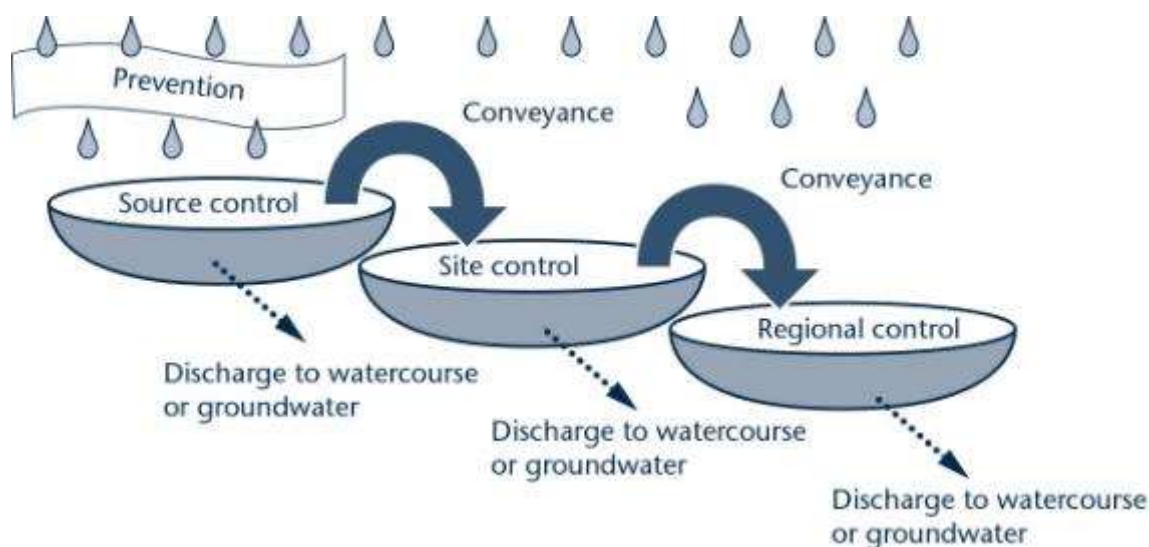 Prevention
Conveyance
Conveyance
Source control
Site control
Regional control
Discharge to watercourse
or groundwater
Discharge to watercourse
or groundwater
Discharge to watercourse
or groundwater